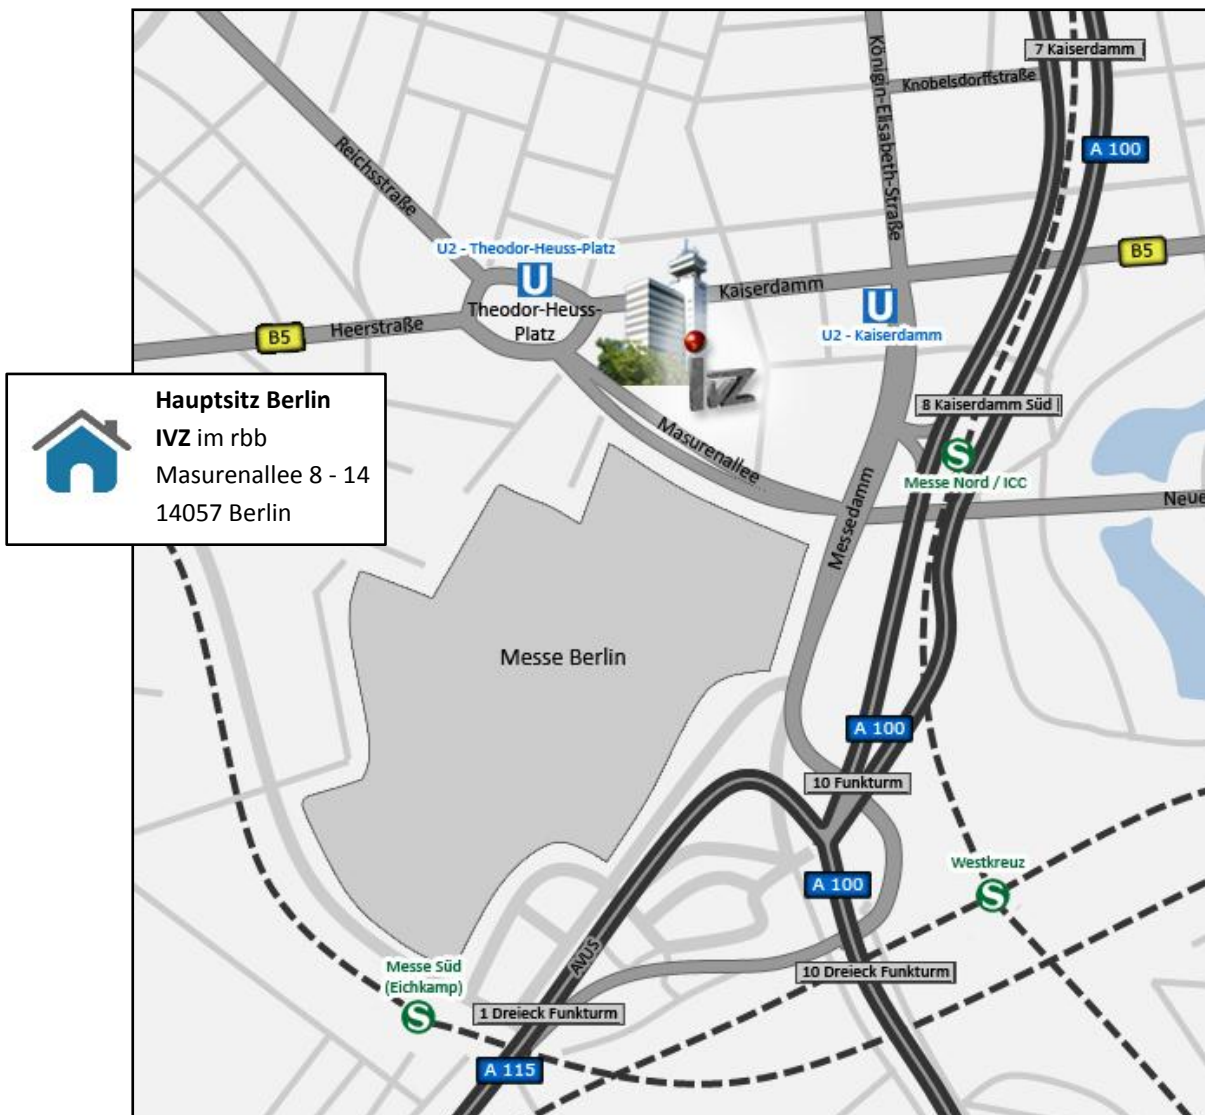 7 Kaiserdamm
Königin-Elisabeth-Straße
Knobelsdorffstraße
A 100
Reichsstraße
U2 - Theodor-Heuss-Platz
U
Theodor-Heuss-
Platz
Kaiserdamm
B5
U
U2 - Kaiserdamm
B5
Heerstraße
ivz
8 Kaiserdamm Süd
Hauptsitz Berlin
IVZ im rbb
Masurenallee 8 - 14
14057 Berlin
Masurenallee
S
Messe Nord / ICC
Neue
Messedamm
Messe Berlin
A 100
10 Funkturm
Westkreuz
S
A 100
AVUS
Messe Süd
(Eichkamp)
S
10 Dreieck Funkturm
1 Dreieck Funkturm
A 115